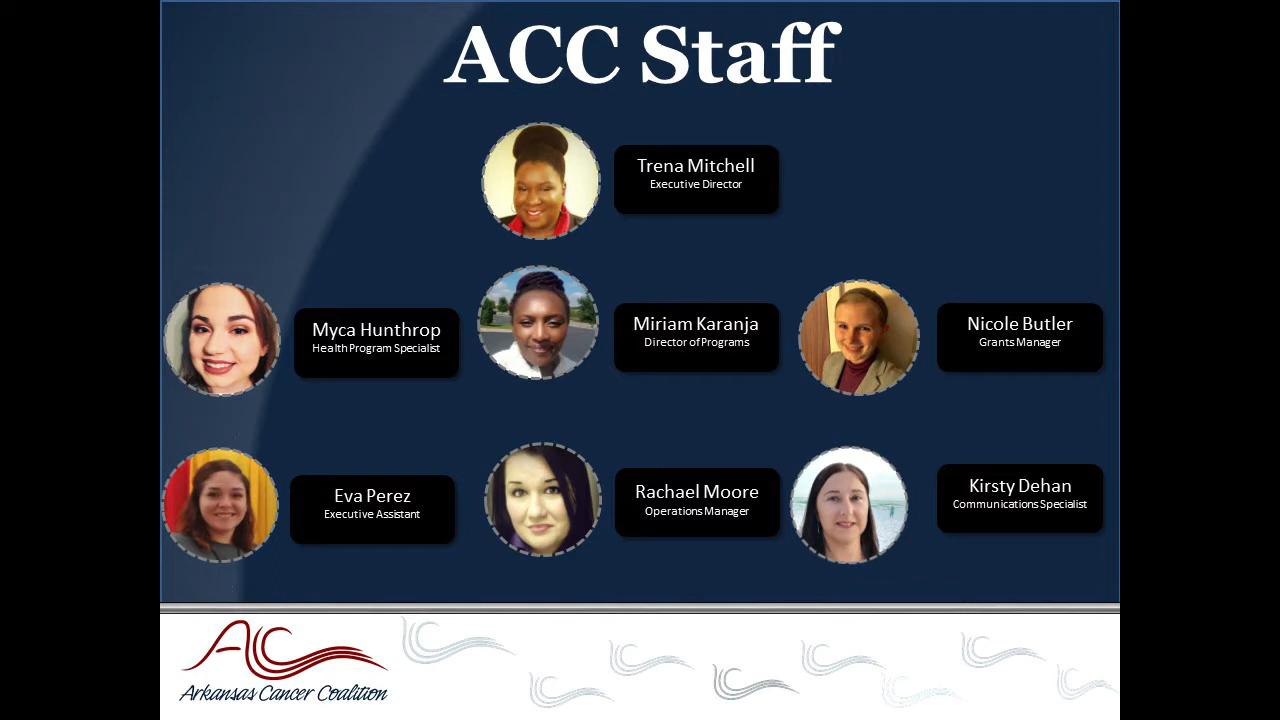 ACC Staff
Trena Mitchell
Executive Director
Myca Hunthrop
Health Program Specialist
Miriam Karanja
Director of Programs
Nicole Butler
Grants Manager
Eva Perez
Executive Assistant
Rachael Moore
Operations Manager
Kirsty Dehan
Communications Specialist
ACC
Arkansas Cancer Coalition